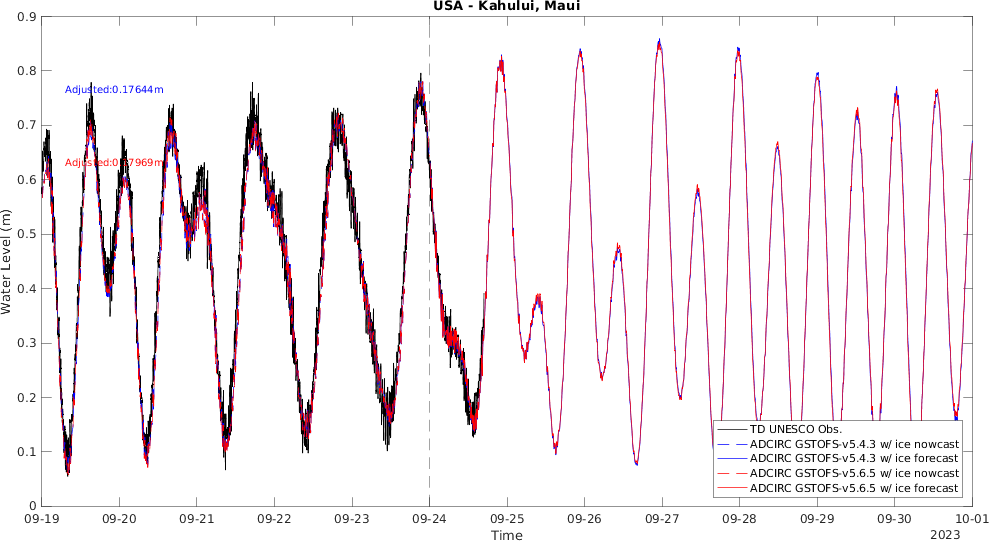 USA - Kahului, Maui
0.9
0.8
0.7
0.6
0.5
0.4
0.3
0.2
0.1
0
Water Level (m)
Adjusted:0.17644m
Adjusted:0.17969m
TD UNESCO Obs.
ADCIRC GSTOFS-v5.4.3 w/ ice nowcast
ADCIRC GSTOFS-v5.4.3 w/ ice forecast
ADCIRC GSTOFS-v5.6.5 w/ ice nowcast
ADCIRC GSTOFS-v5.6.5 w/ ice forecast
09-19 09-20 09-21 09-22 09-23 09-24 09-25 09-26 09-27 09-28 09-29 09-30 10-01
Time
2023